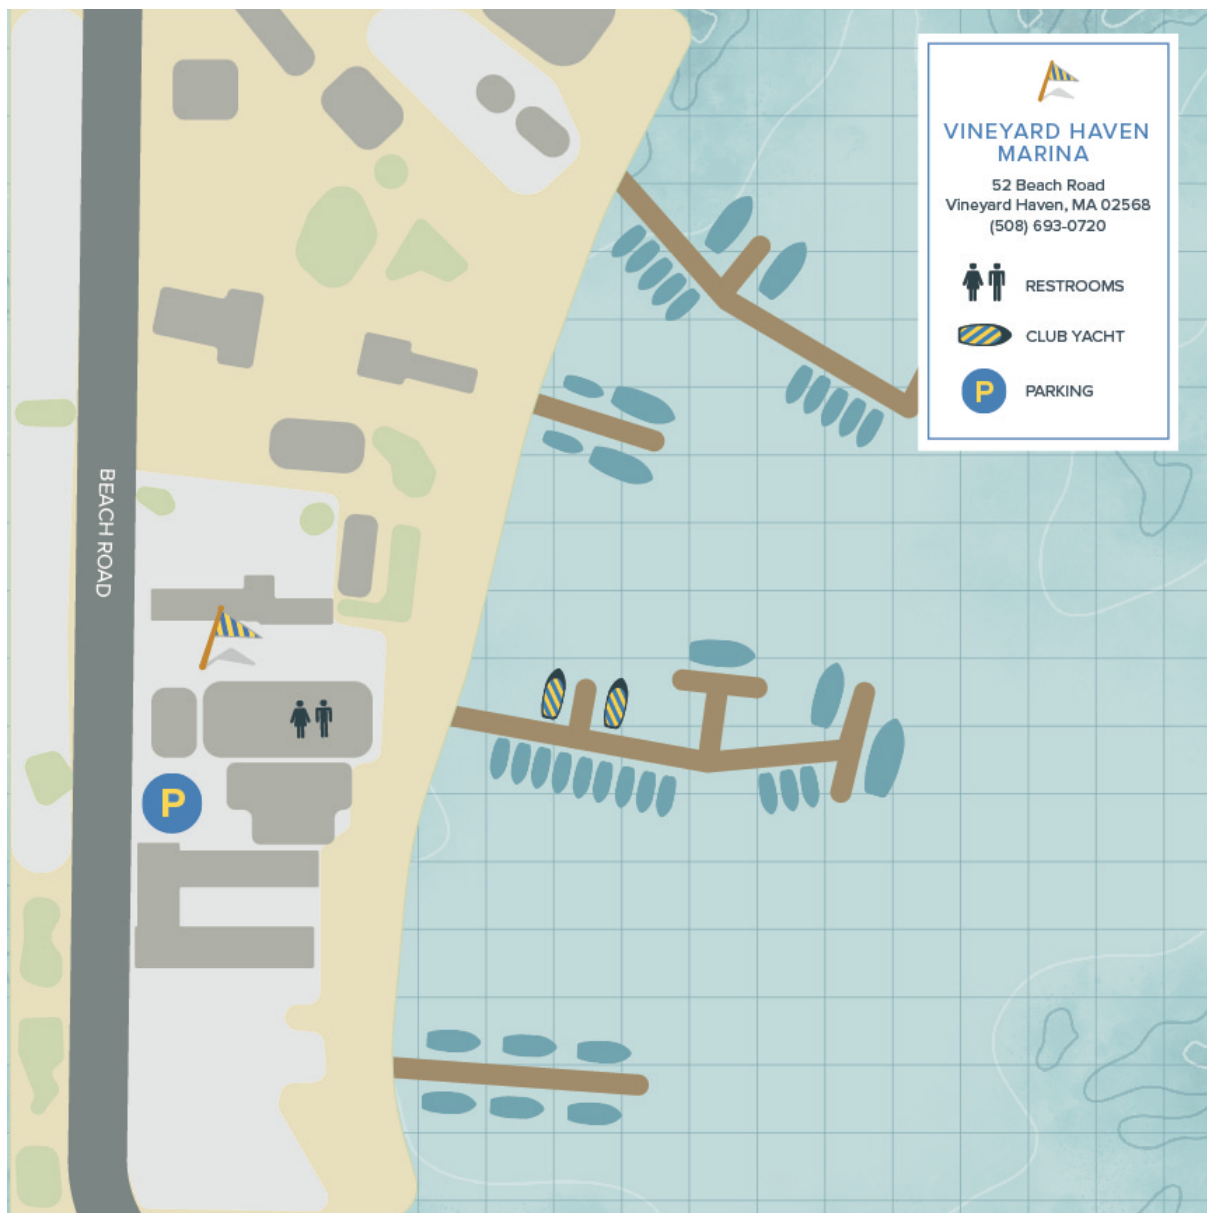 VINEYARD HAVEN
MARINA
52 Beach Road
Vineyard Haven, MA 02568
(508) 693-0720
RESTROOMS
CLUB YACHT
P
PARKING
BEACH ROAD
P